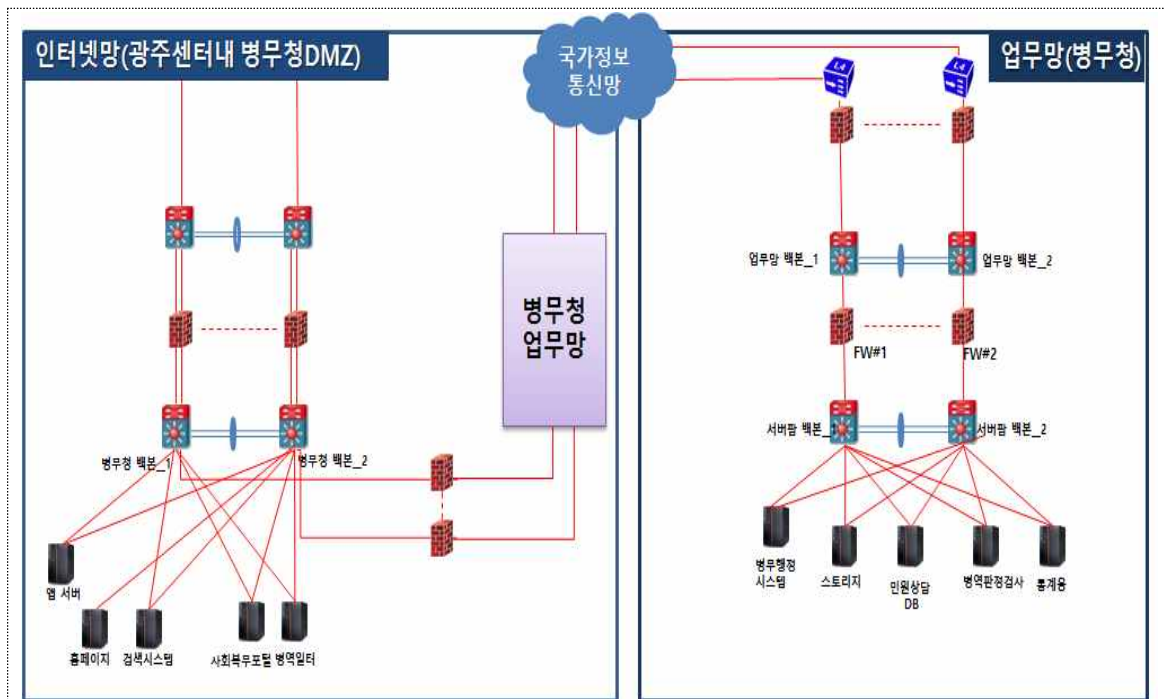 인터넷망(광주센터내 병무청DMZ)
국가정보
통신망
업무망(병무청)
L4
L4
업무망 백본_1
업무망 백본_2
병무청
업무망
FW#1
FW#2
서버팜 백본_1
서버팜 백본_2
병무청 백본_1
병무청 백본_2
병무행정
시스템
스토리지
민원상담
DB
병역판정검사
통계용
앱 서버
홈페이지
검색시스템
사회복무포털
병역일터